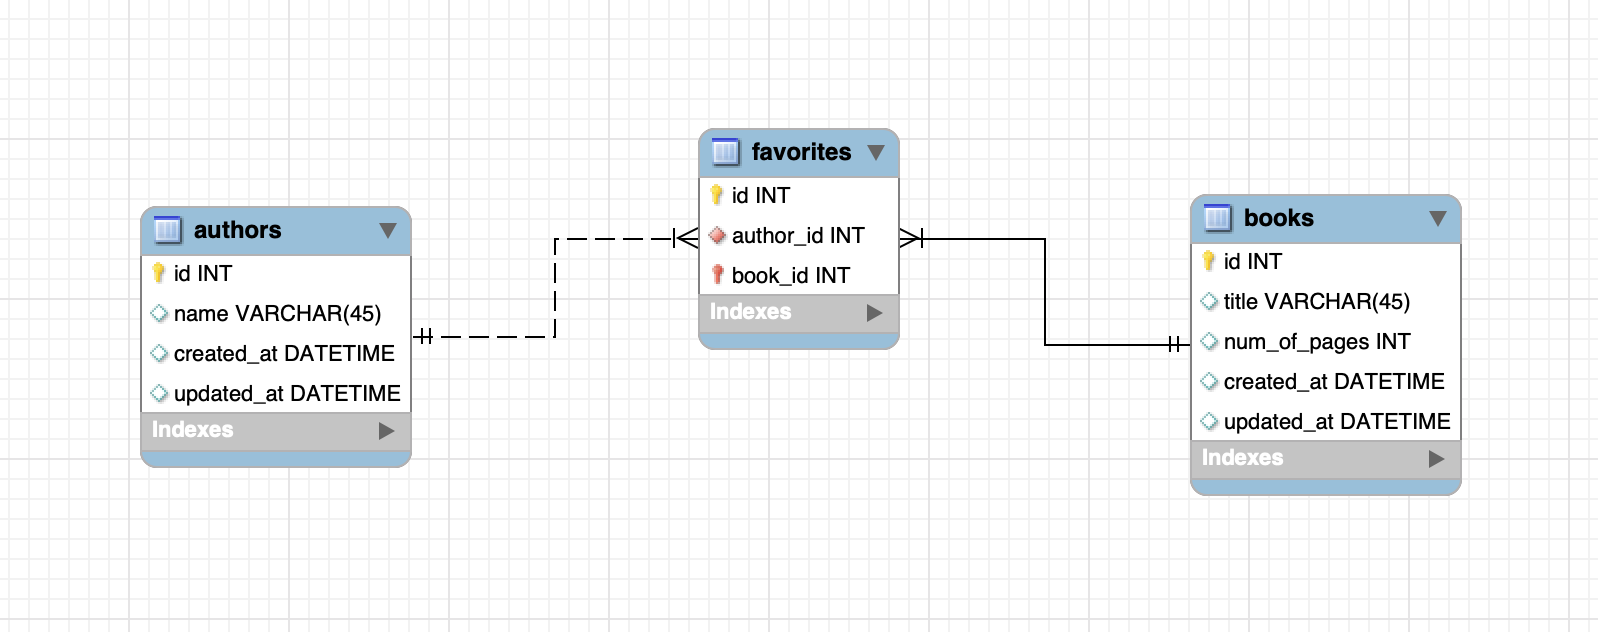 authors
id INT
name VARCHAR(45)
created_at DATETIME
updated_at DATETIME
Indexes
favorites
id INT
author_id INT
book_id INT
Indexes
books
id INT
title VARCHAR(45)
num_of_pages INT
created_at DATETIME
updated_at DATETIME
Indexes